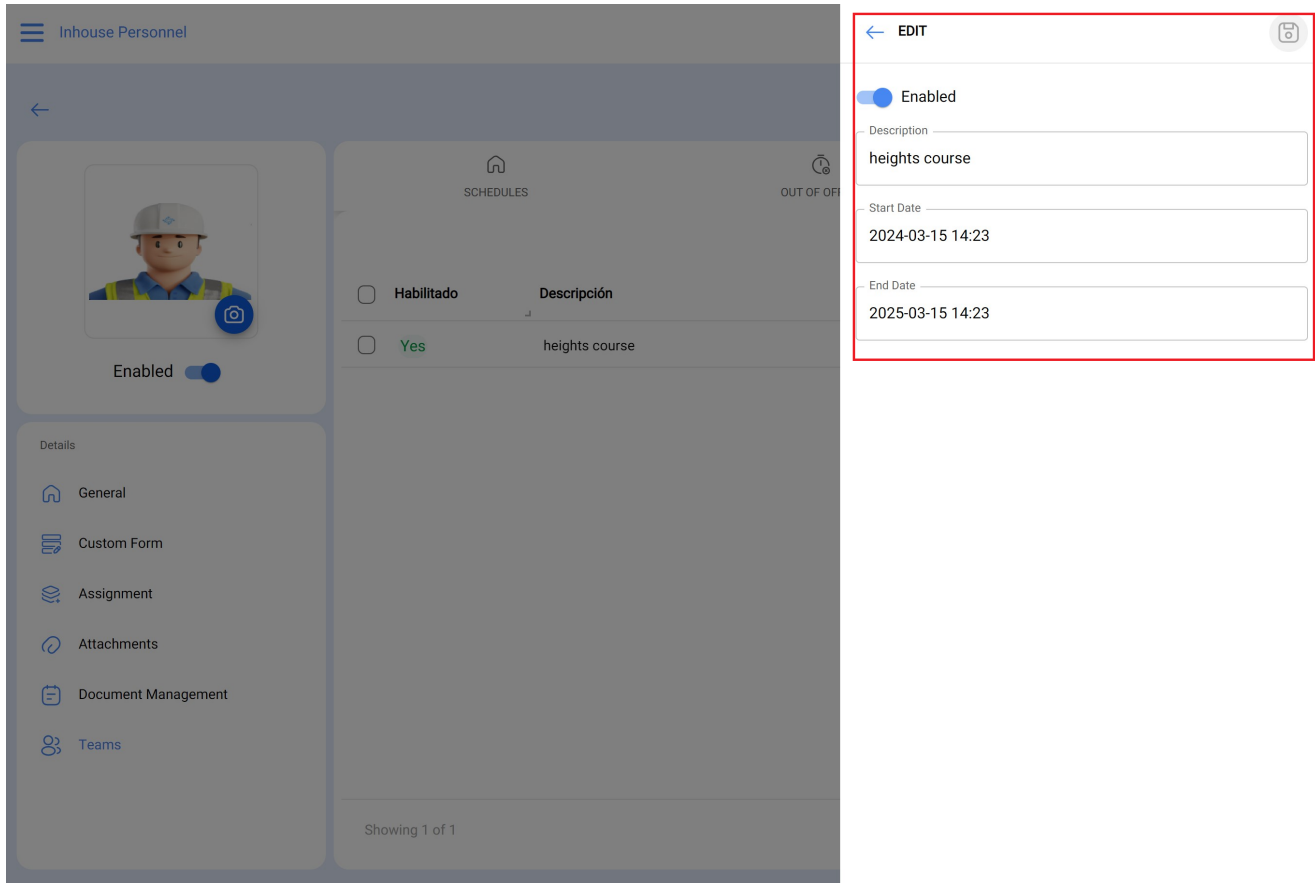 Inhouse Personnel
EDIT
Enabled
Description
heights course
Start Date
2024-03-15 14:23
End Date
2025-03-15 14:23
SCHEDULES
OUT OF OFF
Habilitado Descripción
Yes heights course
Enabled
Details
General
Custom Form
Assignment
Attachments
Document Management
Teams
Showing 1 of 1